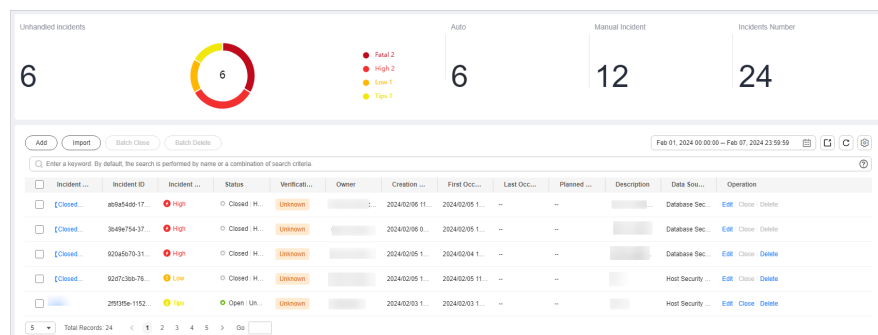 Unhandled incidents Auto Manual Incident Incidents Number
6 6 6 12 24
Fatal 2
High 2
Low 1
Tips 1
Add Import Batch Close Batch Delete Feb 01, 2024 00:00:00 – Feb 07, 2024 23:59:59
Enter a keyword. By default, the search is performed by name or a combination of search criteria.
Incident ... Incident ID Incident ... Status Verificati... Owner Creation ... First Occ... Last Occ... Planned ... Description Data Sou... Operation
[Closed... ab9a54dd-17... High Closed | H... Unknown 2024/02/06 11... 2024/02/05 1... -- -- Database Sec... Edit Close Delete
[Closed... 3b49e754-37... High Closed | H... Unknown 2024/02/06 0... 2024/02/05 1... -- -- Database Sec... Edit Close Delete
[Closed... 920a5b70-31... High Closed | H... Unknown 2024/02/05 1... 2024/02/04 1... -- -- Database Sec... Edit Close Delete
[Closed... 92d7c3bb-76... Low Closed | H... Unknown 2024/02/05 1... 2024/02/05 11... -- -- Host Security ... Edit Close Delete
2f5f3f5e-1152... Tips Open | Un... Unknown 2024/02/03 1... 2024/02/03 1... -- -- Host Security ... Edit Close Delete
5 Total Records: 24 < 1 2 3 4 5 > Go